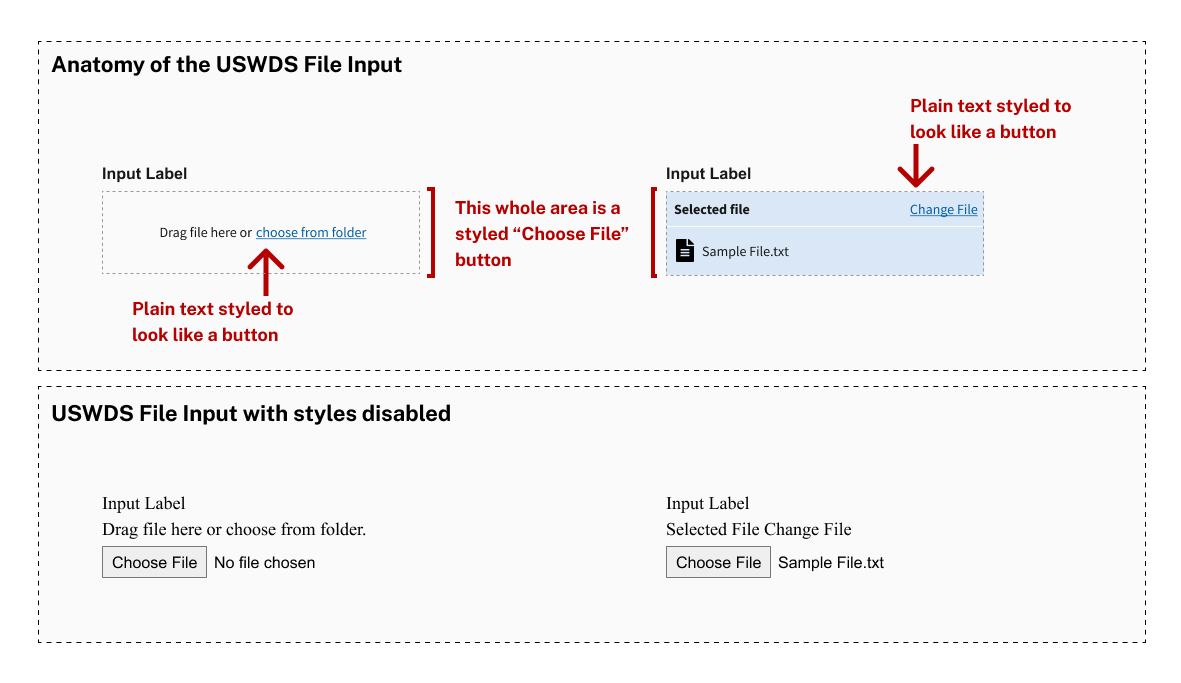 Anatomy of the USWDS File Input
Plain text styled to
look like a button
Input Label
Drag file here or choose from folder
Plain text styled to
look like a button
This whole area is a
styled “Choose File”
button
Input Label
Selected file Change File
Sample File.txt
USWDS File Input with styles disabled
Input Label
Drag file here or choose from folder.
Choose File No file chosen
Input Label
Selected File Change File
Choose File Sample File.txt